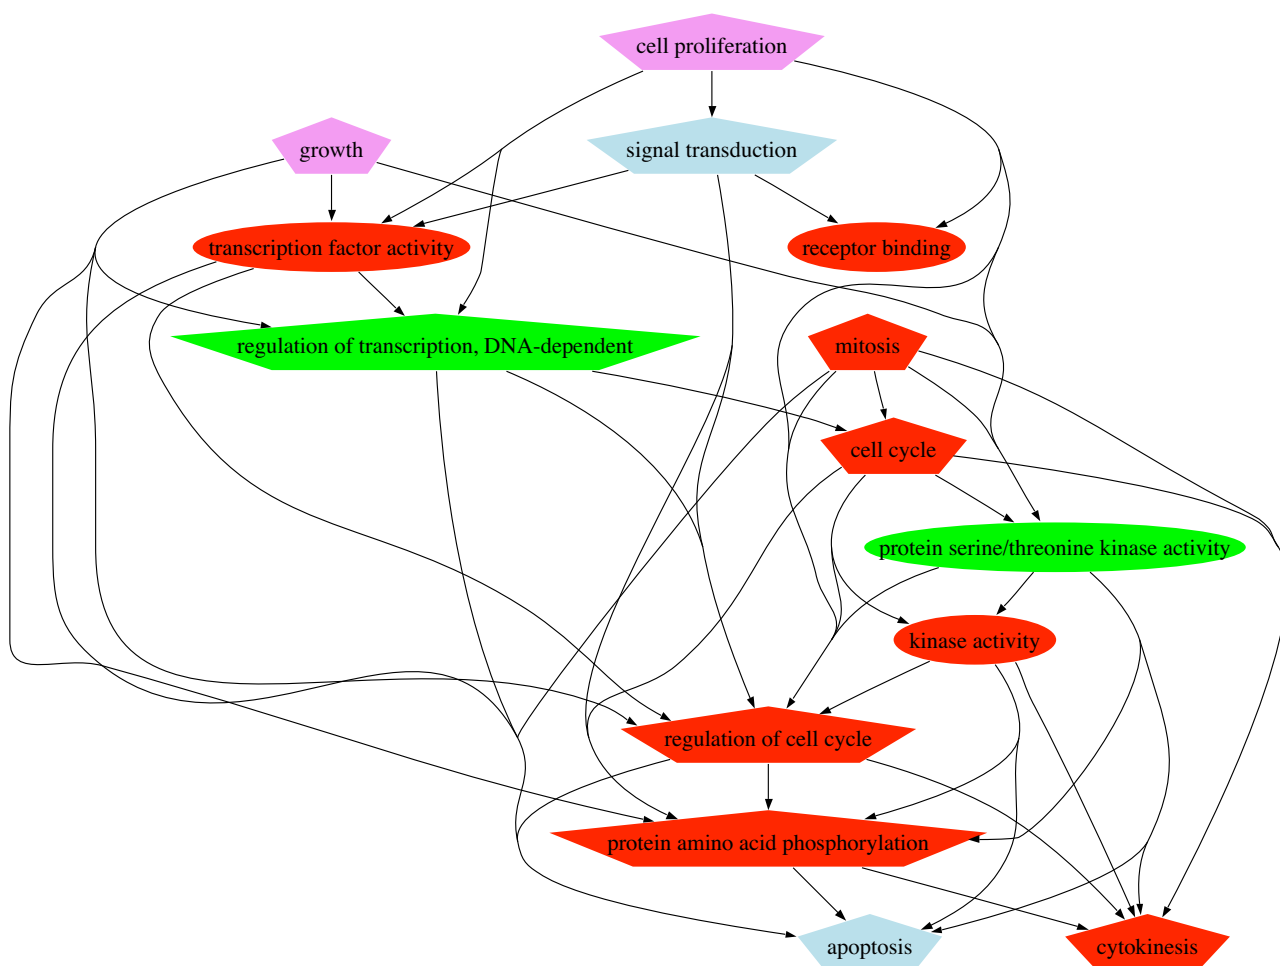 cell proliferation
growth
signal transduction
transcription factor activity
receptor binding
regulation of transcription, DNA-dependent
mitosis
cell cycle
protein serine/threonine kinase activity
kinase activity
regulation of cell cycle
protein amino acid phosphorylation
apoptosis
cytokinesis